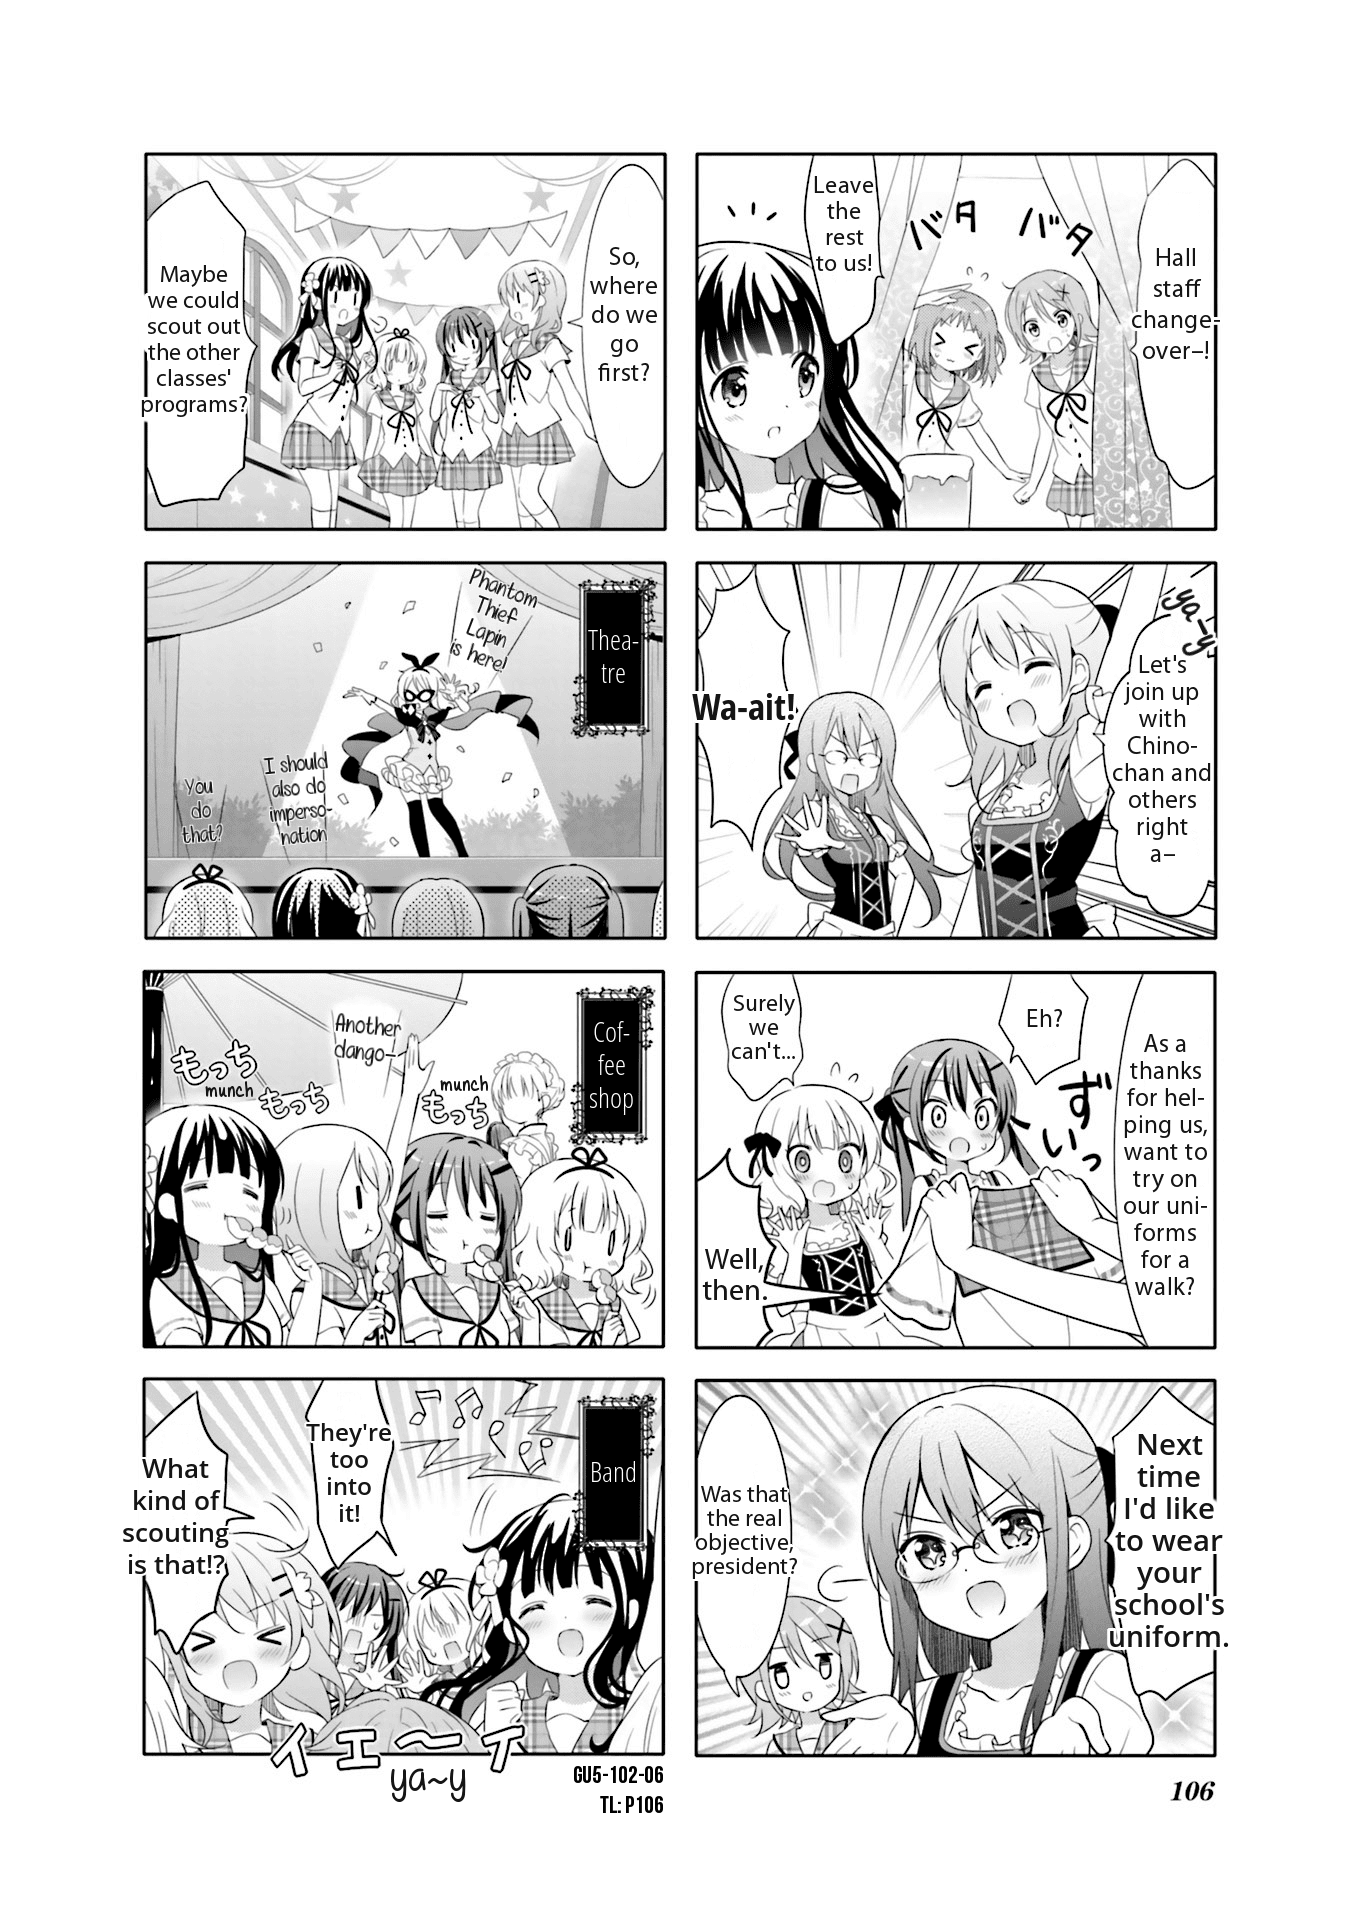 Hall
staff
change-
over–!
バタ
バタ
Leave
the
rest
to us!
ya~y
Let's
join up
with
Chino-
chan and
others
right
a–
Wa-ait!
As a
thanks
for hel-
ping us,
want to
try on
our uni-
forms
for a
walk?
Eh?
ずいっ
Surely
we
can't...
Well,
then.
Next
time
I'd like
to wear
your
school's
uniform.
Was that
the real
objective,
president?
106
So,
where
do we
go
first?
Maybe
we could
scout out
the other
classes'
programs?
Thea-
tre
Phantom
Thief
Lapin
is here!
I should
also do
imperso-
nation
You
do
that?
Cof-
fee
shop
Another
dango–
もっち
munch
もっち
munch
もっち
Band
They're
too
into
it!
What
kind of
scouting
is that!?
イェ～イ
ya~y
GU5-102-06
TL: P106